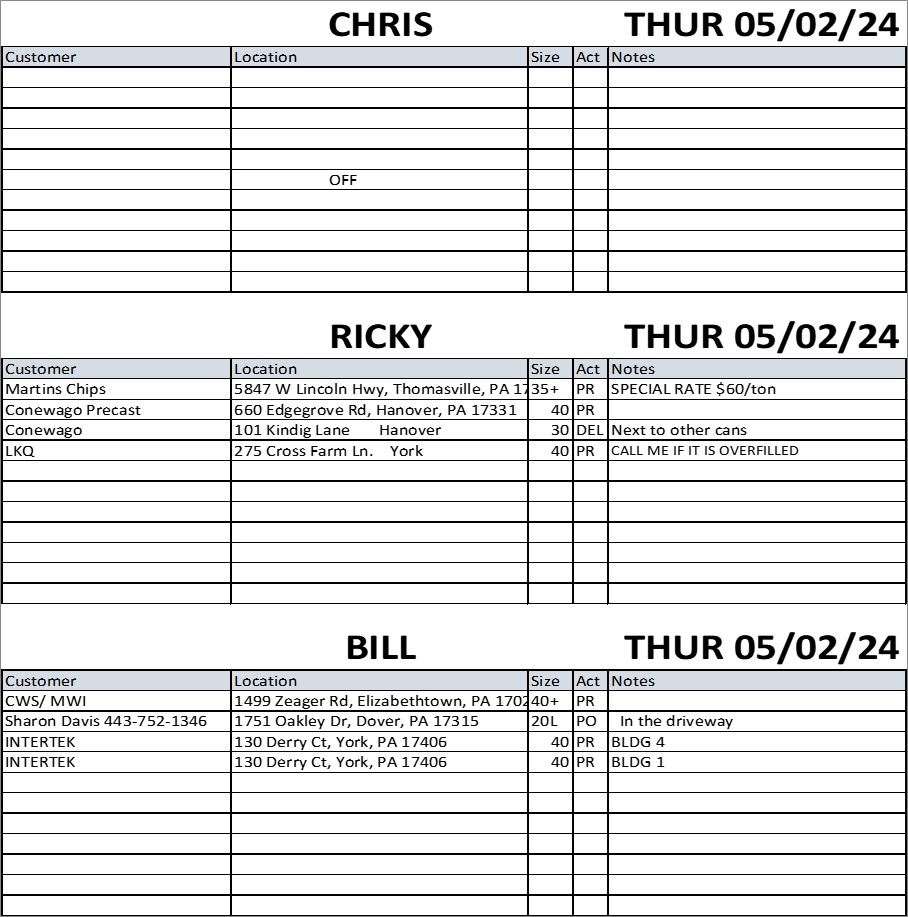 CHRIS THUR 05/02/24
Customer Location Size Act Notes
OFF
RICKY THUR 05/02/24
Customer Location Size Act Notes
Martins Chips 5847 W Lincoln Hwy, Thomasville, PA 17 35+ PR SPECIAL RATE $60/ton
Conewago Precast 660 Edgegrove Rd, Hanover, PA 17331 40 PR
Conewago 101 Kindig Lane Hanover 30 DEL Next to other cans
LKQ 275 Cross Farm Ln. York 40 PR CALL ME IF IT IS OVERFILLED
BILL THUR 05/02/24
Customer Location Size Act Notes
CWS/ MWI 1499 Zeager Rd, Elizabethtown, PA 1702 40+ PR
Sharon Davis 443-752-1346 1751 Oakley Dr, Dover, PA 17315 20L PO In the driveway
INTERTEK 130 Derry Ct, York, PA 17406 40 PR BLDG 4
INTERTEK 130 Derry Ct, York, PA 17406 40 PR BLDG 1